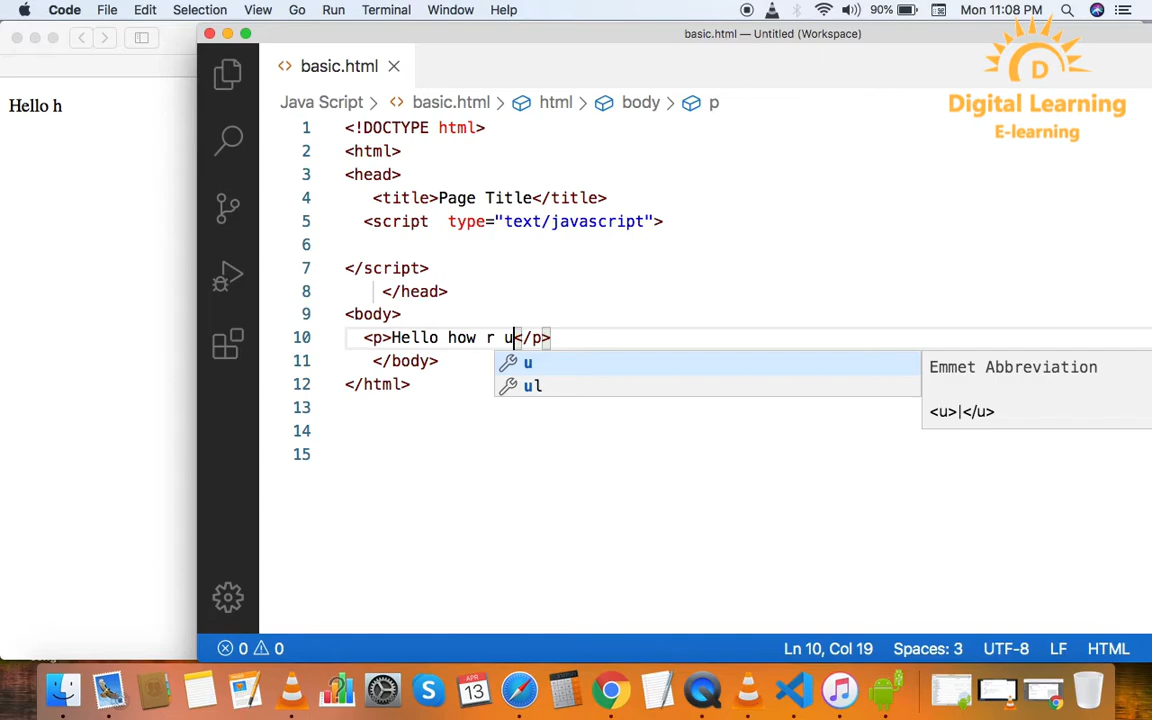 Code File Edit Selection View Go Run Terminal Window Help 90% Mon 11:08 PM
basic.html — Untitled (Workspace)
basic.html
Java Script > basic.html > html > body > p
D
Digital Learning
E-learning
Hello h
1 <!DOCTYPE html>
2 <html>
3 <head>
4 <title>Page Title</title>
5 <script type="text/javascript">
6
7 </script>
8 </head>
9 <body>
10 <p>Hello how r u</p>
11 </body>
12 </html>
13
14
15
u
ul
Emmet Abbreviation
<u>|</u>
0 0 Ln 10, Col 19 Spaces: 3 UTF-8 LF HTML
APR
13